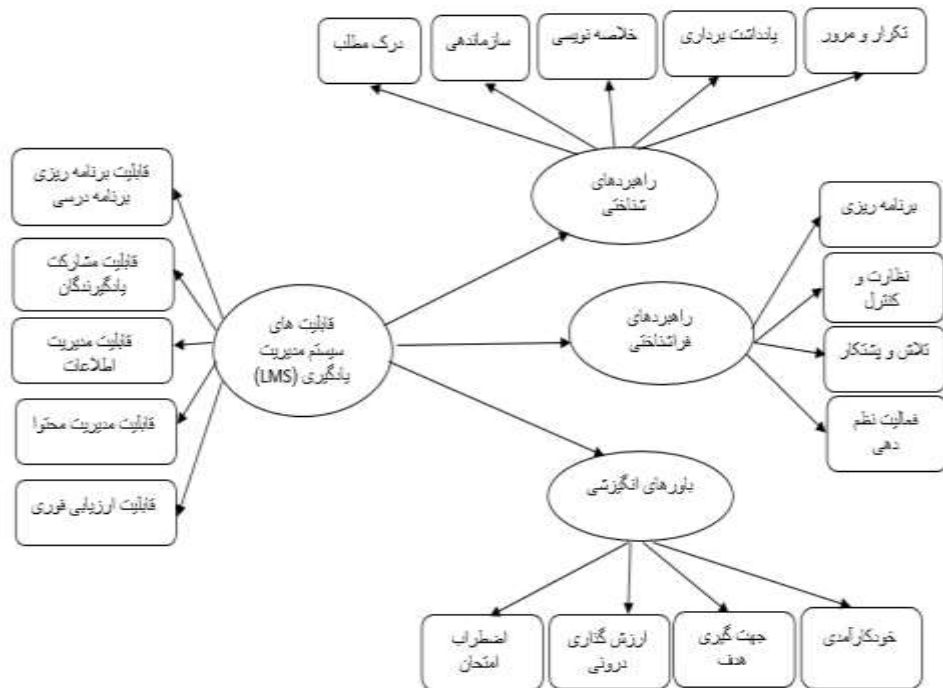 تکرار و مرور
یادداشت برداری
خلاصه نویسی
سازماندهی
درک مطلب
راهبردهای
شناختی
برنامه ریزی
نظارت و
کنترل
تلاش و پشتکار
فعالیت نظم
دهی
راهبردهای
فراشناختی
قابلیت های
سیستم مدیریت
یادگیری (LMS)
قابلیت برنامه ریزی
برنامه درسی
قابلیت مشارکت
یادگیرندگان
قابلیت مدیریت
اطلاعات
قابلیت مدیریت محتوا
قابلیت ارزیابی فوری
باورهای انگیزشی
خودکارآمدی
جهت گیری
هدف
ارزش گذاری
درونی
اضطراب
امتحان